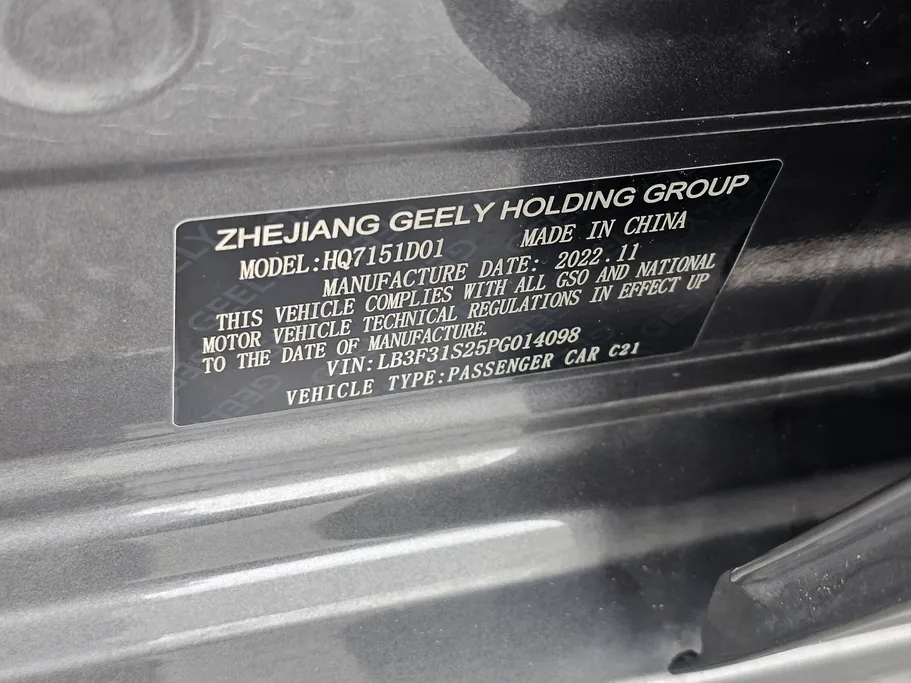 ZHEJIANG GEELY HOLDING GROUP
MODEL:HQ7151D01 MADE IN CHINA
MANUFACTURE DATE: 2022.11
THIS VEHICLE COMPLIES WITH ALL GSO AND NATIONAL
MOTOR VEHICLE TECHNICAL REGULATIONS IN EFFECT UP
TO THE DATE OF MANUFACTURE.
VIN:LB3F31S25PG014098
VEHICLE TYPE:PASSENGER CAR C21